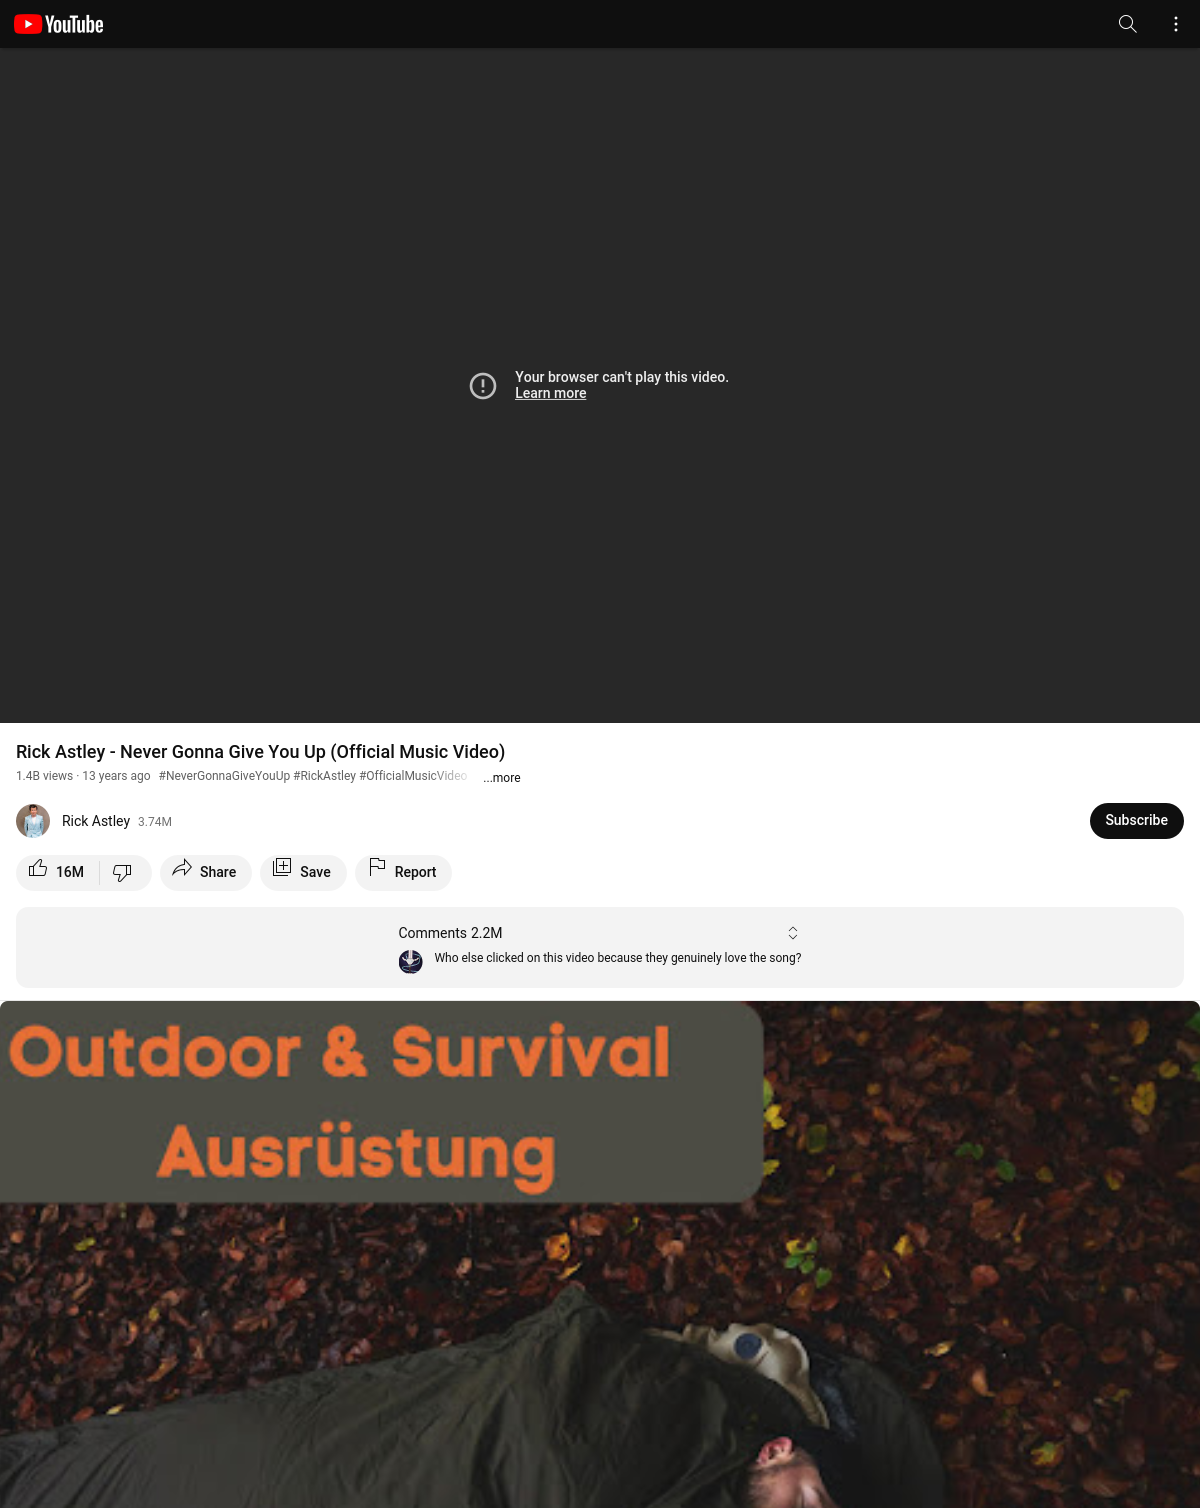 YouTube
Your browser can't play this video.
Learn more
Rick Astley - Never Gonna Give You Up (Official Music Video)
1.4B views · 13 years ago #NeverGonnaGiveYouUp #RickAstley #OfficialMusicVideo ...more
Rick Astley 3.74M
Subscribe
16M
Share
Save
Report
Comments 2.2M
Who else clicked on this video because they genuinely love the song?
Outdoor & Survival
Ausrüstung